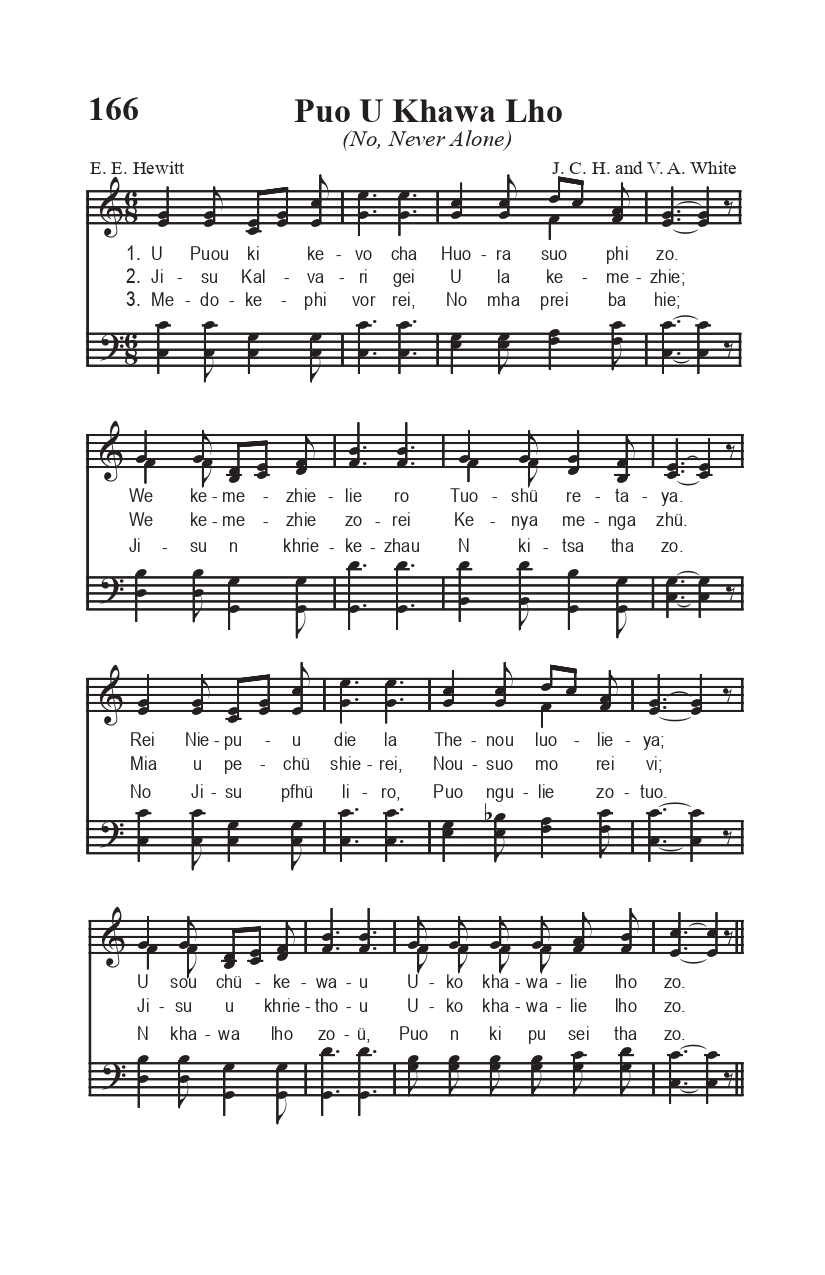 166
Puo U Khawa Lho
(No, Never Alone)
E. E. Hewitt
J. C. H. and V. A. White
1. U Puou ki ke - vo cha Huo - ra suo phi zo.
2. Ji - su Kal - va - ri gei U la ke - me - zhie;
3. Me - do - ke - phi vor rei, No mha prei ba hie;
We ke - me - zhie - lie ro Tuo - shü re - ta - ya.
We ke - me - zhie zo - rei Ke - nya me - nga zhü.
Ji - su n khrie - ke - zhau N ki - tsa tha zo.
Rei Nie - pu - u die la The - nou luo - lie - ya;
Mia u pe - chü shie - rei, Nou - suo mo rei vi;
No Ji - su pfhü li - ro, Puo ngu - lie zo - tuo.
U sou chü - ke - wa - u U - ko kha - wa - lie lho zo.
Ji - su u khrie - tho - u U - ko kha - wa - lie lho zo.
N kha - wa lho zo - ü, Puo n ki pu sei tha zo.